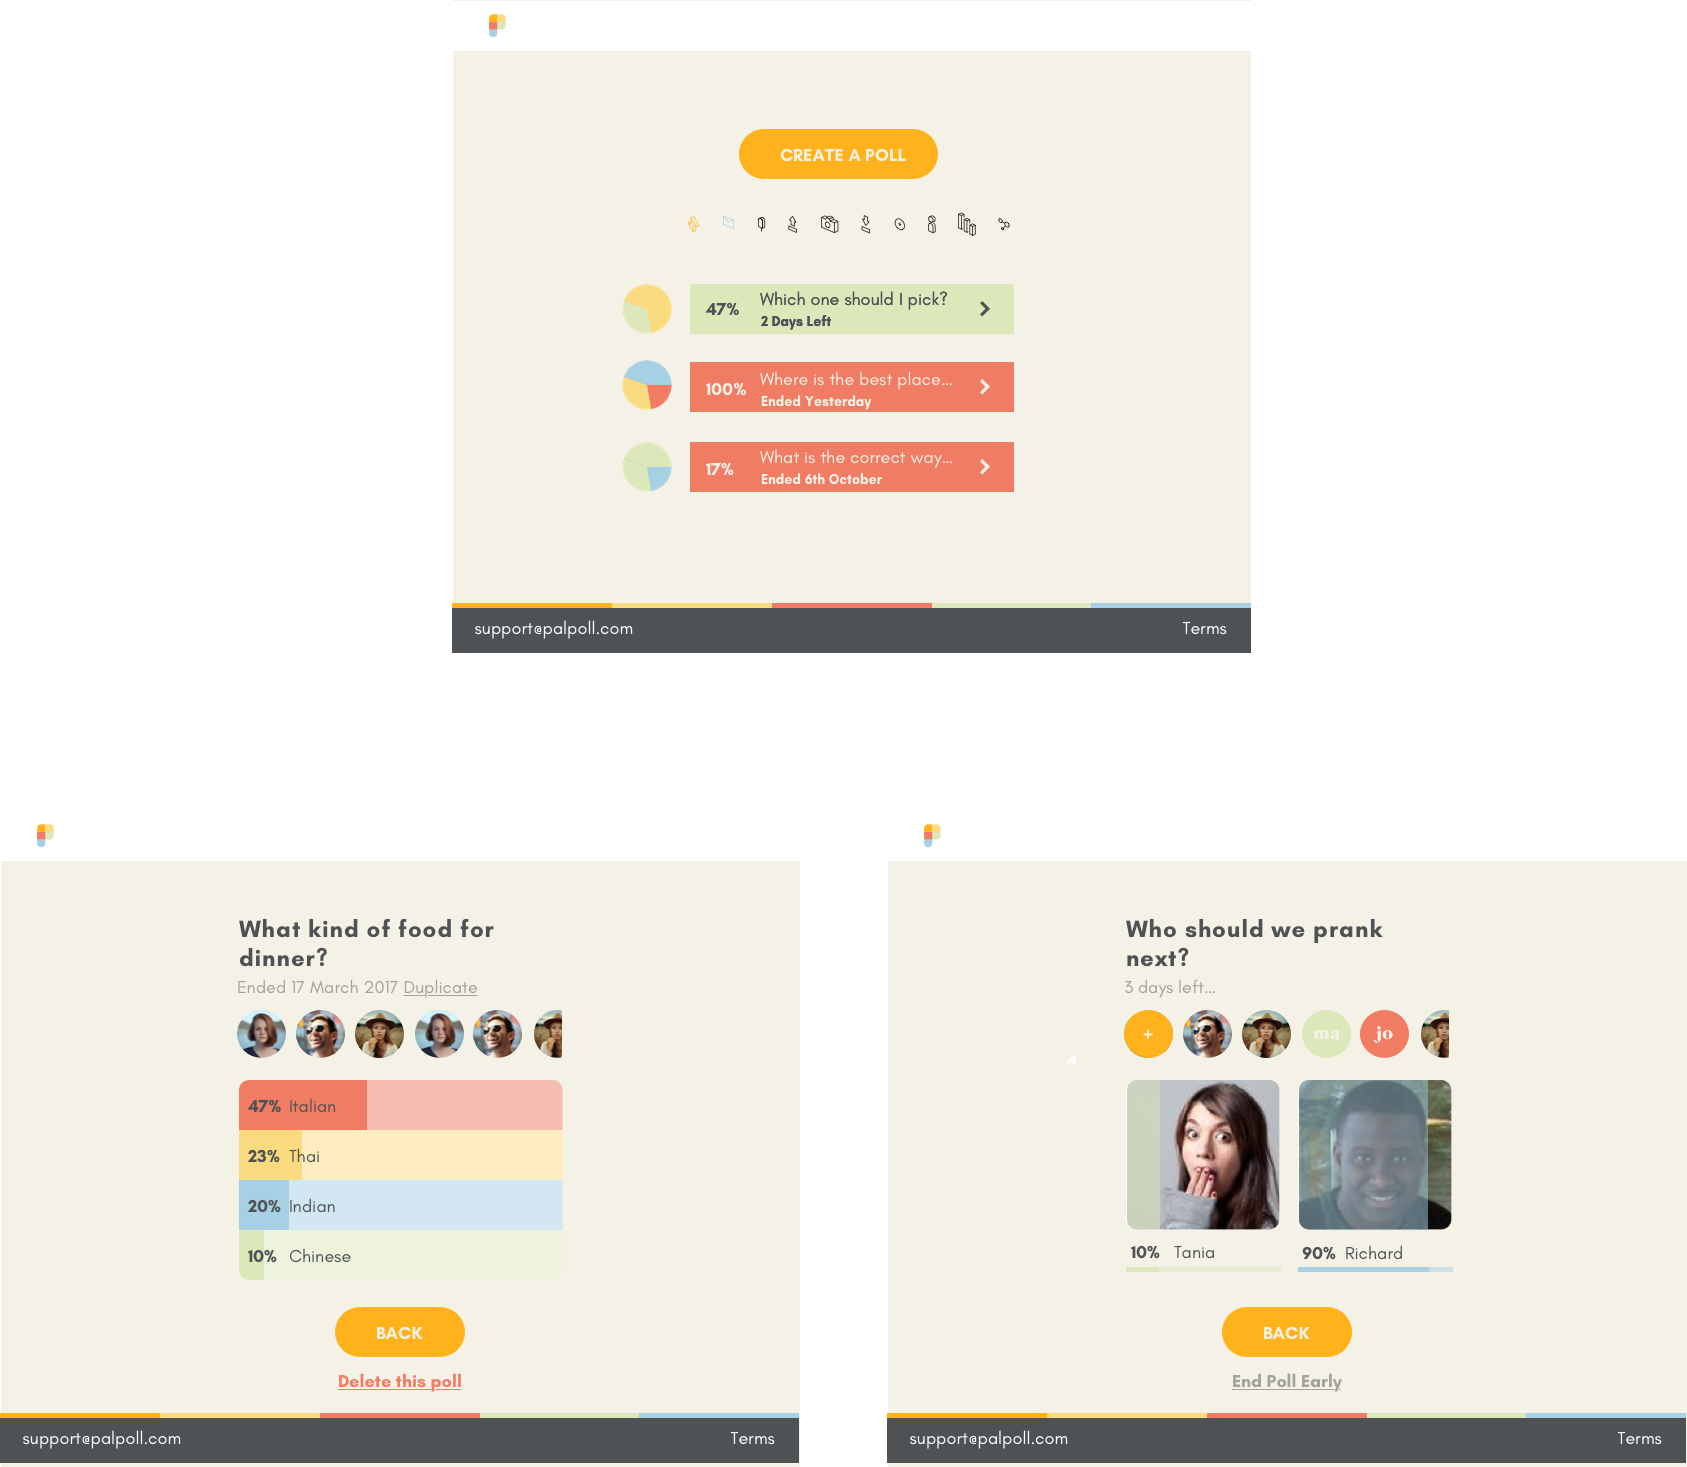 CREATE A POLL
47%
Which one should I pick?
2 Days Left
100%
Where is the best place...
Ended Yesterday
17%
What is the correct way...
Ended 6th October
support@palpoll.com
Terms
What kind of food for
dinner?
Ended 17 March 2017 Duplicate
47% Italian
23% Thai
20% Indian
10% Chinese
BACK
Delete this poll
support@palpoll.com
Terms
Who should we prank
next?
3 days left...
+
ma
jo
4
10% Tania
90% Richard
BACK
End Poll Early
support@palpoll.com
Terms